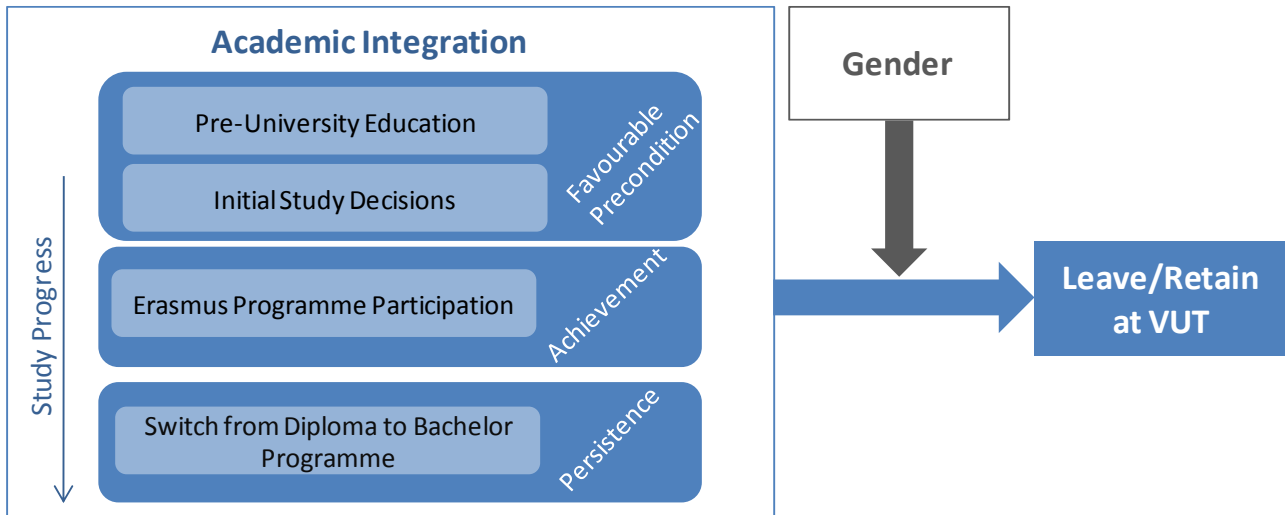 Academic Integration
Pre-University Education
Initial Study Decisions
Favourable
Precondition
Erasmus Programme Participation
Achievement
Switch from Diploma to Bachelor
Programme
Persistence
Study Progress
Gender
Leave/Retain
at VUT